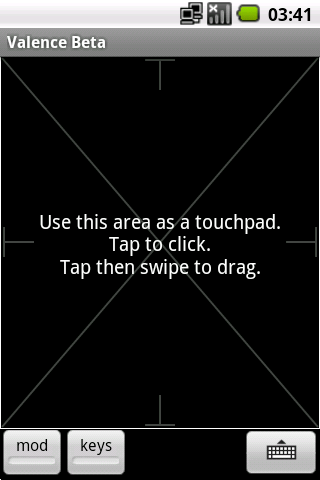 03:41
Valence Beta
Use this area as a touchpad.
Tap to click.
Tap then swipe to drag.
mod
keys